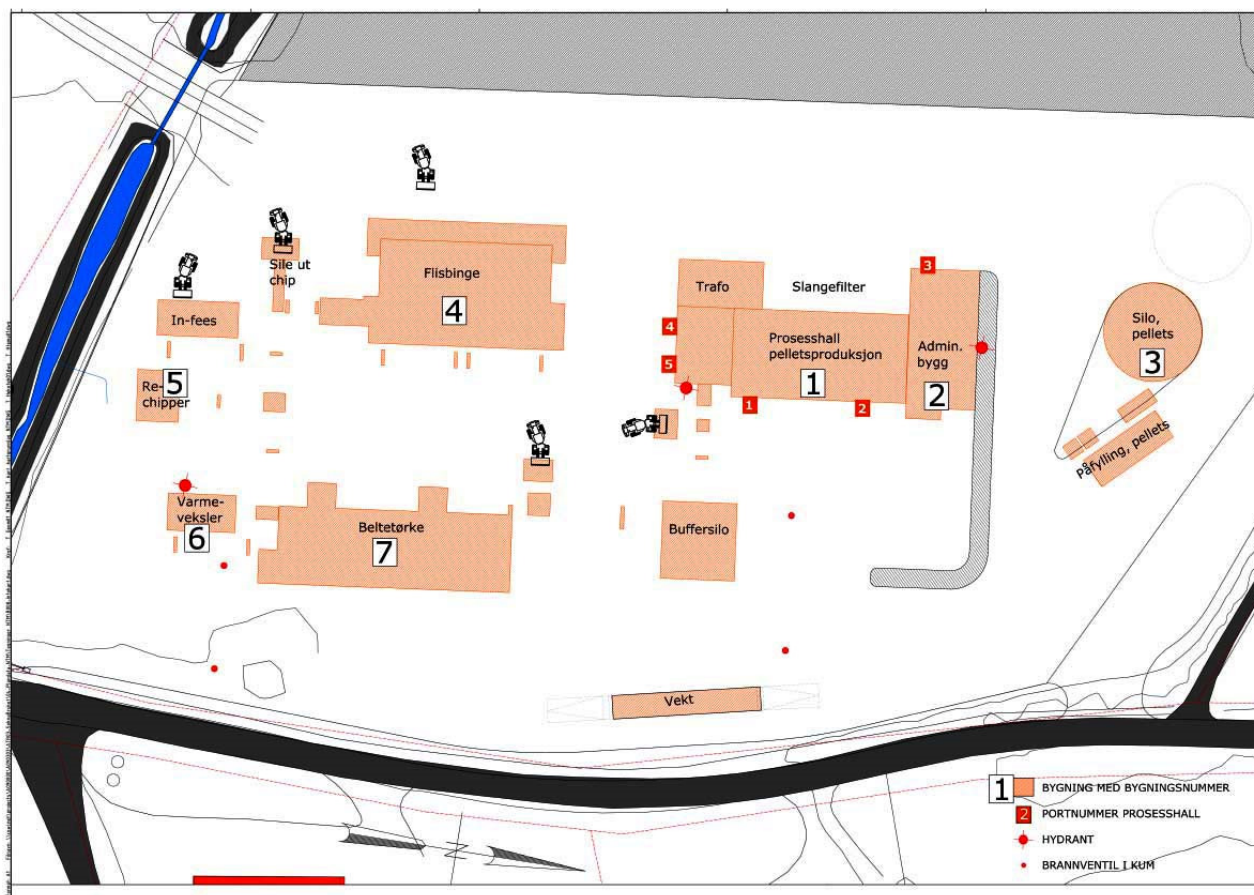 Sile ut
chip
Flisbinge
4
In-fees
Re-
chipper
5
Trafo
Slangefilter
3
4
5
Prosesshall
pelletsproduksjon
1
Admin.
bygg
2
1
2
Silo,
pellets
3
Påfylling, pellets
Varme-
veksler
6
Beltetørke
7
Buffersilo
Vekt
N
1 BYGNING MED BYGNINGSNUMMER
2 PORTNUMMER PROSESSHALL
HYDRANT
BRANNVENTIL I KUM